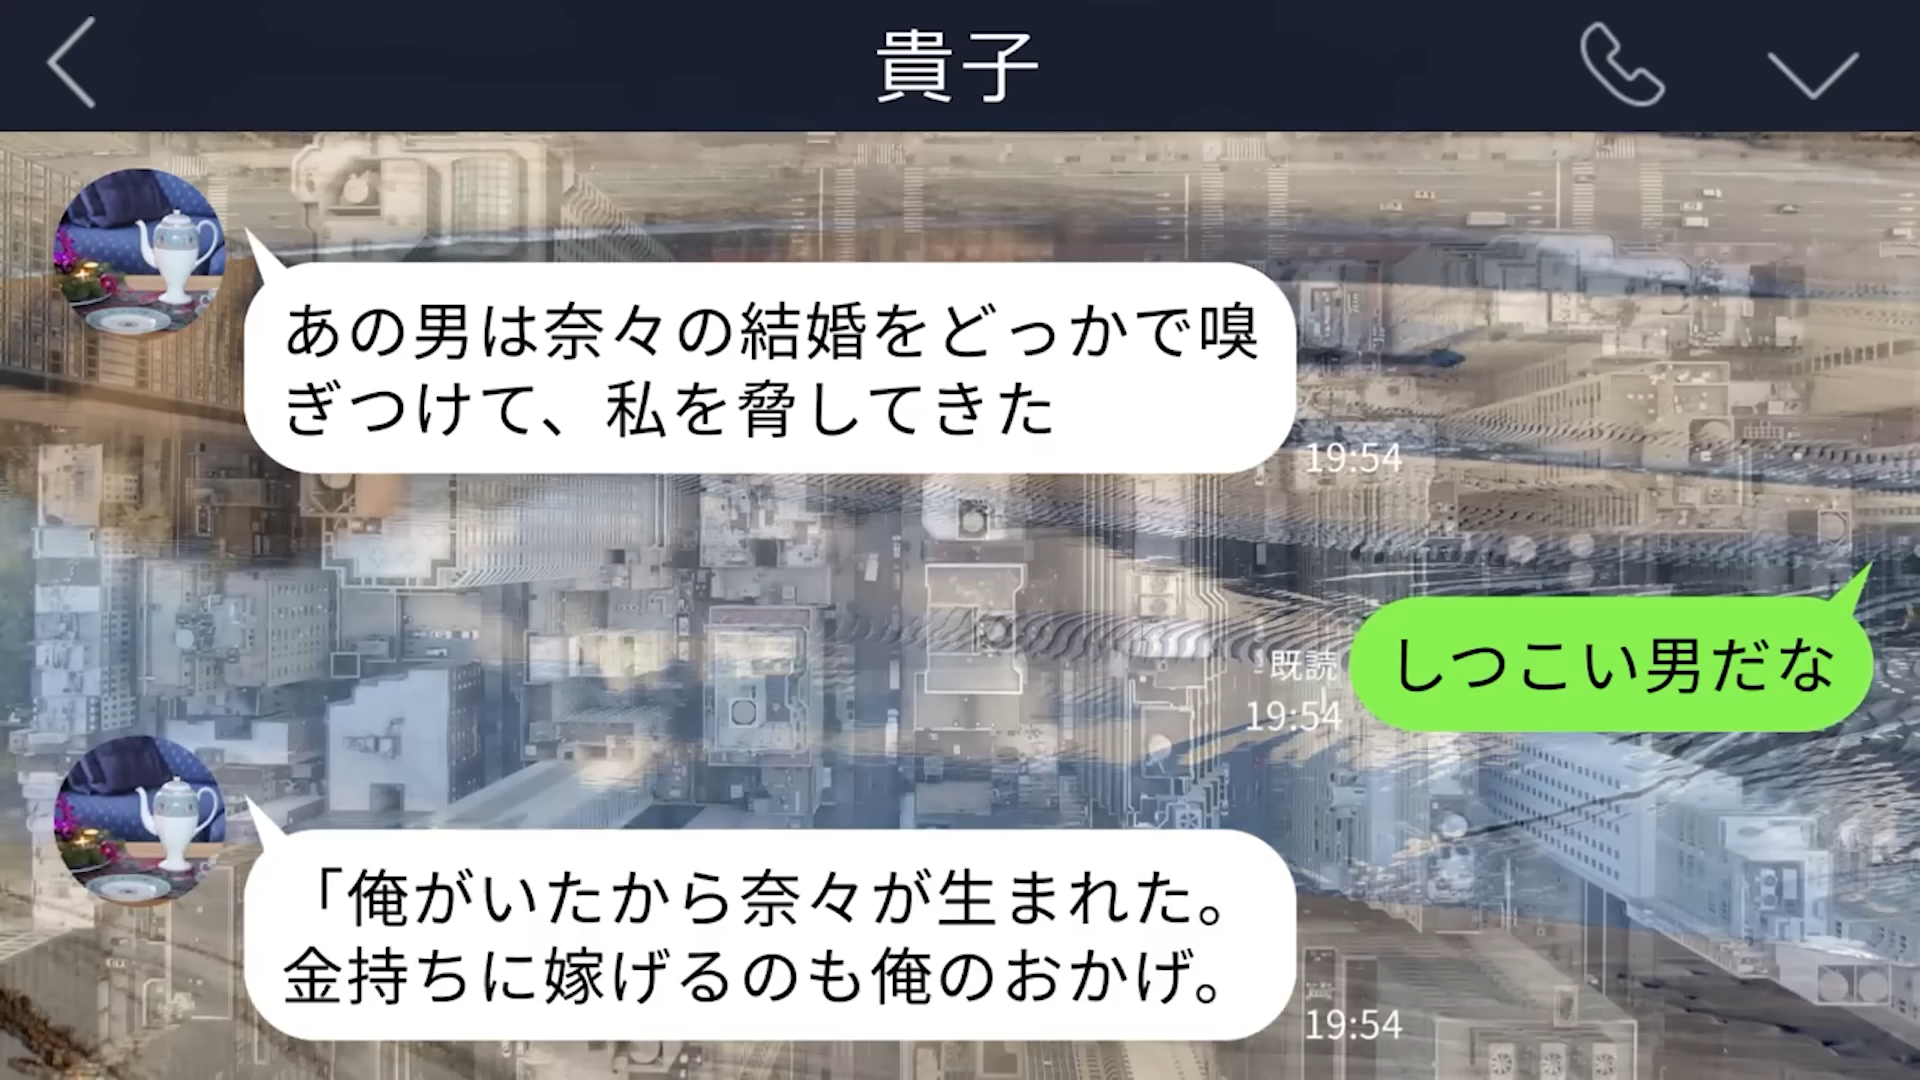 貴子
あの男は奈々の結婚をどっかで嗅
ぎつけて、私を脅してきた
19:54
しつこい男だな
既読
19:54
「俺がいたから奈々が生まれた。
金持ちに嫁げるのも俺のおかげ。
19:54